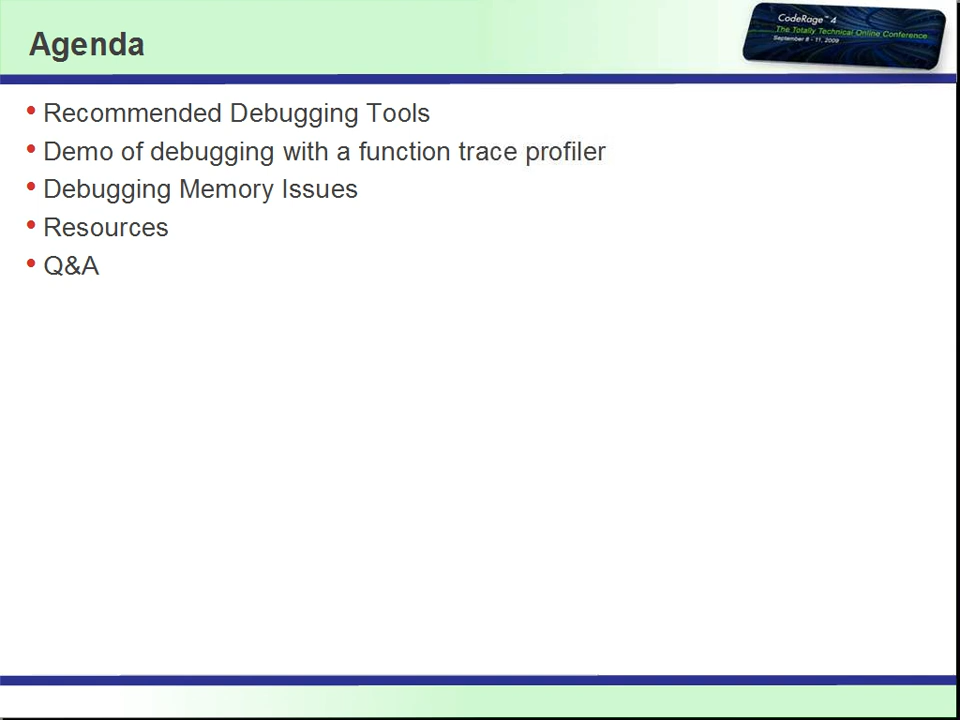 Agenda
CodeRage™ 4
The Totally Technical Online Conference
September 8 - 11, 2009
• Recommended Debugging Tools
• Demo of debugging with a function trace profiler
• Debugging Memory Issues
• Resources
• Q&A